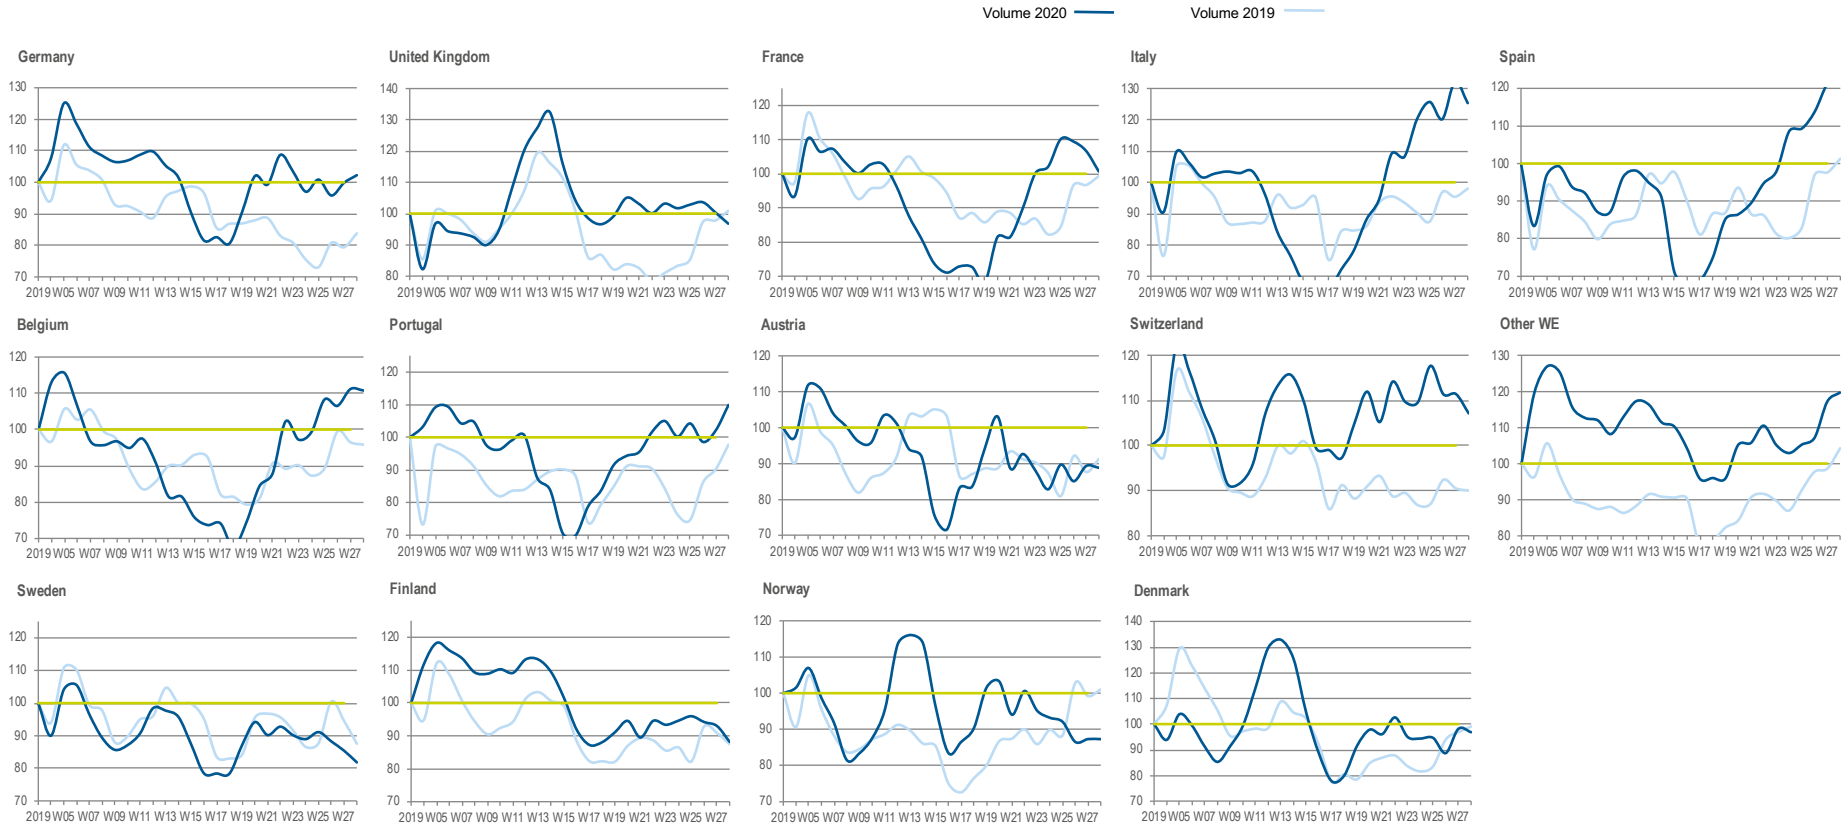 Volume 2020
Volume 2019
Germany
130
120
110
100
90
80
70
2019 W05 W07 W09 W11 W13 W15 W17 W19 W21 W23 W25 W27
United Kingdom
140
130
120
110
100
90
80
2019 W05 W07 W09 W11 W13 W15 W17 W19 W21 W23 W25 W27
France
120
110
100
90
80
70
2019 W05 W07 W09 W11 W13 W15 W17 W19 W21 W23 W25 W27
Italy
130
120
110
100
90
80
70
2019 W05 W07 W09 W11 W13 W15 W17 W19 W21 W23 W25 W27
Spain
120
110
100
90
80
70
2019 W05 W07 W09 W11 W13 W15 W17 W19 W21 W23 W25 W27
Belgium
120
110
100
90
80
70
2019 W05 W07 W09 W11 W13 W15 W17 W19 W21 W23 W25 W27
Portugal
120
110
100
90
80
70
2019 W05 W07 W09 W11 W13 W15 W17 W19 W21 W23 W25 W27
Austria
120
110
100
90
80
70
2019 W05 W07 W09 W11 W13 W15 W17 W19 W21 W23 W25 W27
Switzerland
120
110
100
90
80
2019 W05 W07 W09 W11 W13 W15 W17 W19 W21 W23 W25 W27
Other WE
130
120
110
100
90
80
2019 W05 W07 W09 W11 W13 W15 W17 W19 W21 W23 W25 W27
Sweden
120
110
100
90
80
70
2019 W05 W07 W09 W11 W13 W15 W17 W19 W21 W23 W25 W27
Finland
120
110
100
90
80
70
2019 W05 W07 W09 W11 W13 W15 W17 W19 W21 W23 W25 W27
Norway
120
110
100
90
80
70
2019 W05 W07 W09 W11 W13 W15 W17 W19 W21 W23 W25 W27
Denmark
140
130
120
110
100
90
80
70
2019 W05 W07 W09 W11 W13 W15 W17 W19 W21 W23 W25 W27